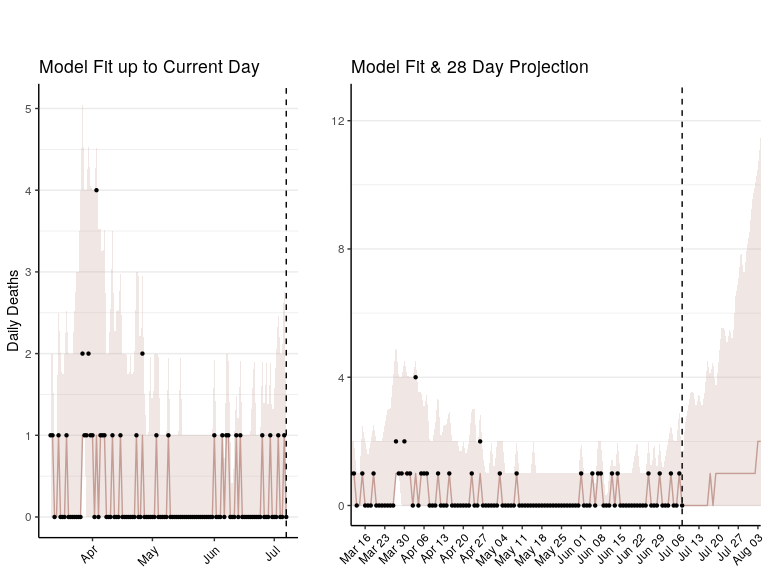 Model Fit up to Current Day
Daily Deaths
5
4
3
2
1
0
Apr
May
Jun
Jul
Model Fit & 28 Day Projection
12
8
4
0
Mar 16
Mar 23
Mar 30
Apr 06
Apr 13
Apr 20
Apr 27
May 04
May 11
May 18
May 25
Jun 01
Jun 08
Jun 15
Jun 22
Jun 29
Jul 06
Jul 13
Jul 20
Jul 27
Aug 03